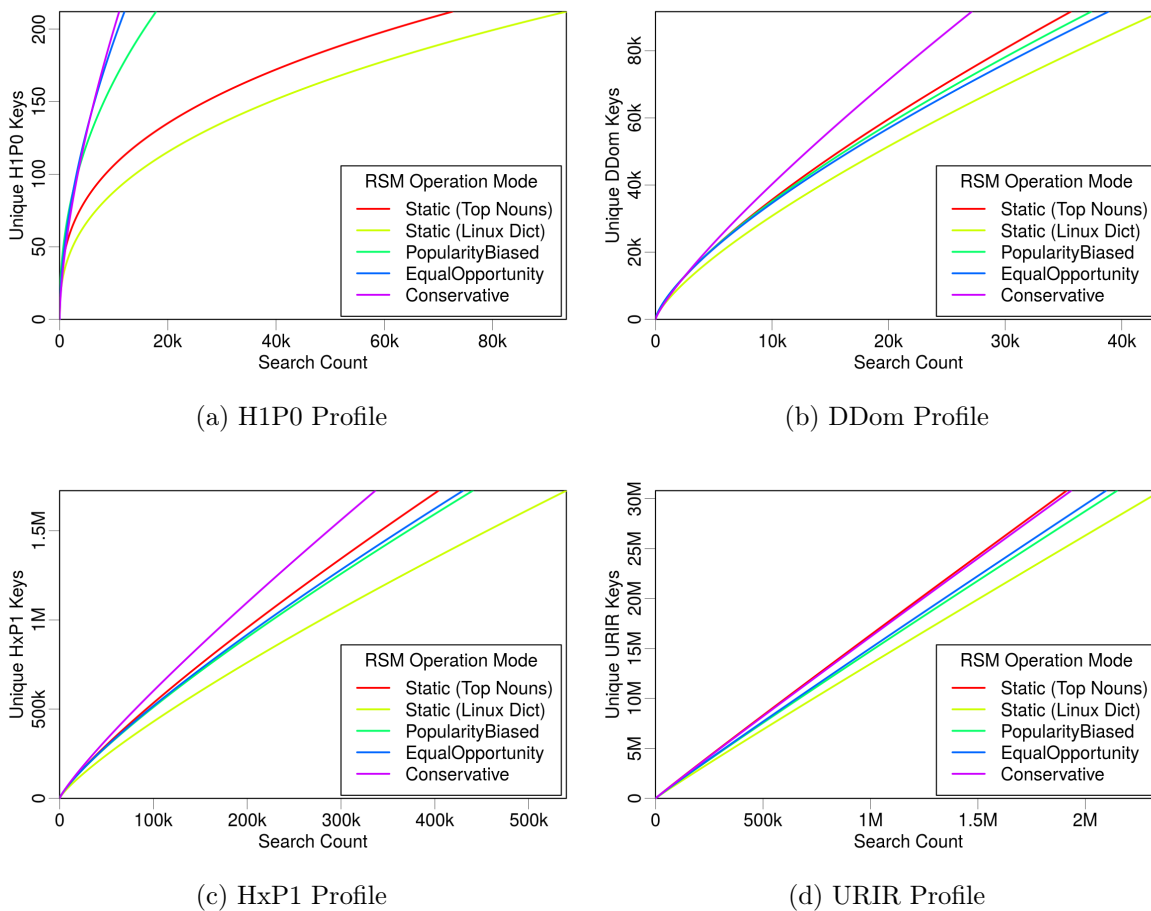 Unique H1P0 Keys
0
50
100
150
200
0
20k
40k
60k
80k
Search Count
RSM Operation Mode
Static (Top Nouns)
Static (Linux Dict)
PopularityBiased
EqualOpportunity
Conservative
(a) H1P0 Profile
Unique DDom Keys
0
20k
40k
60k
80k
0
10k
20k
30k
40k
Search Count
RSM Operation Mode
Static (Top Nouns)
Static (Linux Dict)
PopularityBiased
EqualOpportunity
Conservative
(b) DDom Profile
Unique HxP1 Keys
0
500k
1M
1.5M
0
100k
200k
300k
400k
500k
Search Count
RSM Operation Mode
Static (Top Nouns)
Static (Linux Dict)
PopularityBiased
EqualOpportunity
Conservative
(c) HxP1 Profile
Unique URIR Keys
0
5M
10M
15M
20M
25M
30M
0
500k
1M
1.5M
2M
Search Count
RSM Operation Mode
Static (Top Nouns)
Static (Linux Dict)
PopularityBiased
EqualOpportunity
Conservative
(d) URIR Profile